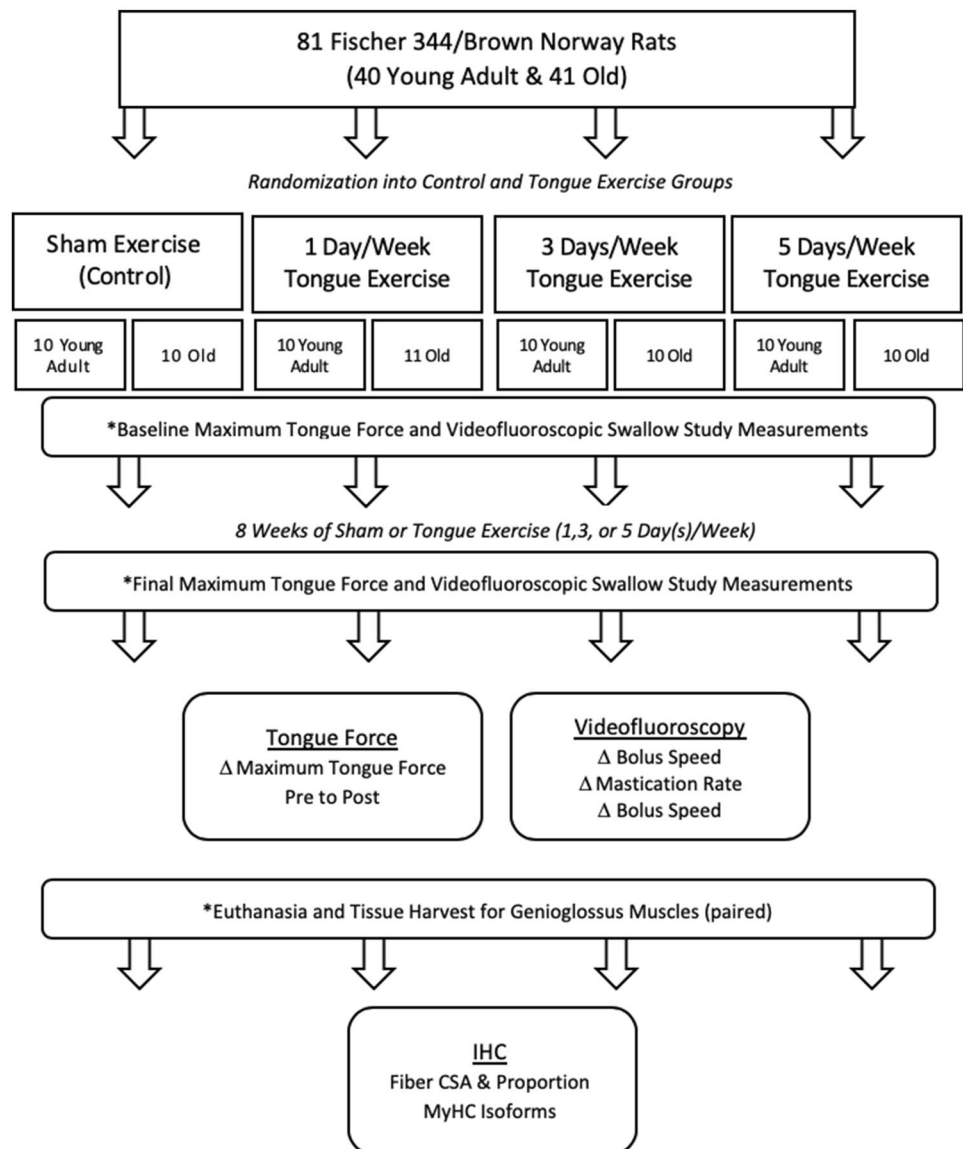 81 Fischer 344/Brown Norway Rats
(40 Young Adult & 41 Old)
Randomization into Control and Tongue Exercise Groups
Sham Exercise
(Control)
1 Day/Week
Tongue Exercise
3 Days/Week
Tongue Exercise
5 Days/Week
Tongue Exercise
10 Young
Adult
10 Old
10 Young
Adult
11 Old
10 Young
Adult
10 Old
10 Young
Adult
10 Old
*Baseline Maximum Tongue Force and Videofluoroscopic Swallow Study Measurements
8 Weeks of Sham or Tongue Exercise (1,3, or 5 Day(s)/Week)
*Final Maximum Tongue Force and Videofluoroscopic Swallow Study Measurements
Tongue Force
Δ Maximum Tongue Force
Pre to Post
Videofluoroscopy
Δ Bolus Speed
Δ Mastication Rate
Δ Bolus Speed
*Euthanasia and Tissue Harvest for Genioglossus Muscles (paired)
IHC
Fiber CSA & Proportion
MyHC Isoforms